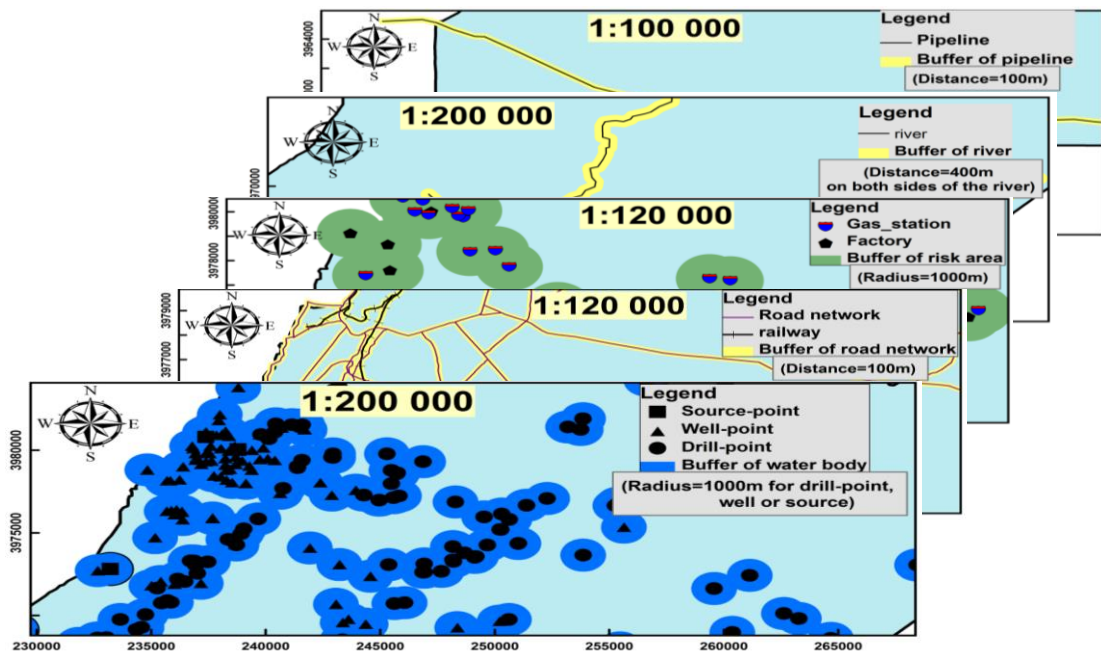 N
W E
S
3964000
1:100 000
Legend
Pipeline
Buffer of pipeline
(Distance=100m)
N
W E
S
1:200 000
Legend
river
Buffer of river
(Distance=400m
on both sides of the river)
N
W E
S
3980000
3978000
1:120 000
Legend
Gas_station
Factory
Buffer of risk area
(Radius=1000m)
N
W E
S
3979000
3977000
1:120 000
Legend
Road network
railway
Buffer of road network
(Distance=100m)
N
W E
S
3980000
3975000
1:200 000
Legend
Source-point
Well-point
Drill-point
Buffer of water body
(Radius=1000m for drill-point,
well or source)
230000 235000 240000 245000 250000 255000 260000 265000